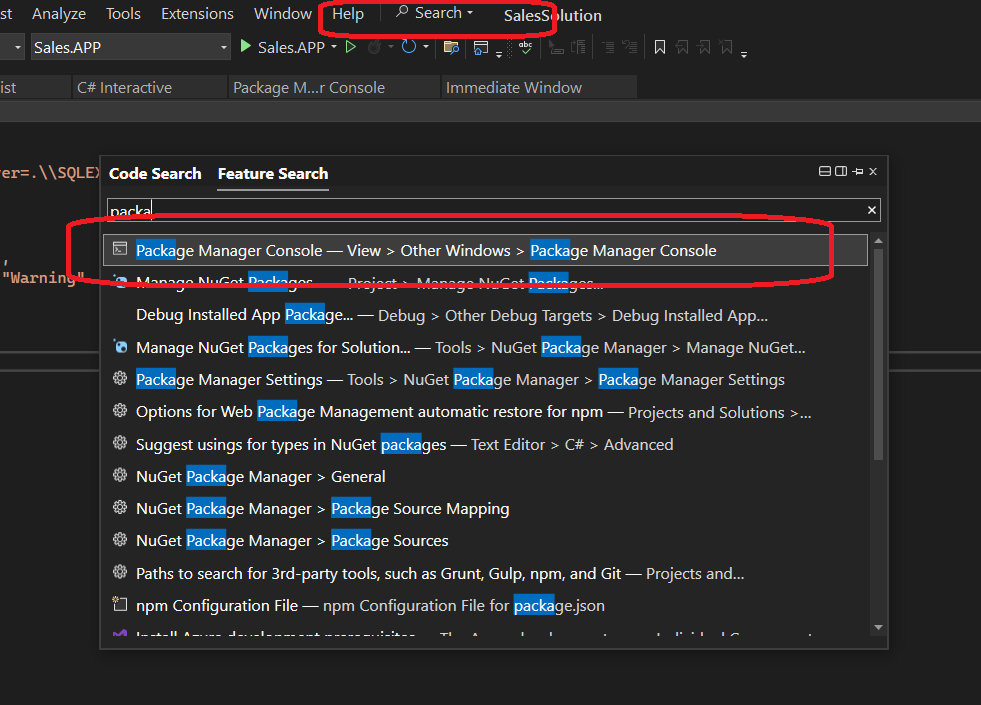 st Analyze Tools Extensions Window Help Search SalesSolution
Sales.APP Sales.APP abc
ist C# Interactive Package M...r Console Immediate Window
Code Search Feature Search
er=.\\SQLEX
packa
Package Manager Console — View > Other Windows > Package Manager Console
,
"Warning"
Manage NuGet Packages... — Project > Manage NuGet Packages...
Debug Installed App Package... — Debug > Other Debug Targets > Debug Installed App...
Manage NuGet Packages for Solution... — Tools > NuGet Package Manager > Manage NuGet...
Package Manager Settings — Tools > NuGet Package Manager > Package Manager Settings
Options for Web Package Management automatic restore for npm — Projects and Solutions >...
Suggest usings for types in NuGet packages — Text Editor > C# > Advanced
NuGet Package Manager > General
NuGet Package Manager > Package Source Mapping
NuGet Package Manager > Package Sources
Paths to search for 3rd-party tools, such as Grunt, Gulp, npm, and Git — Projects and...
npm Configuration File — npm Configuration File for package.json
Install Azure development prerequisites —